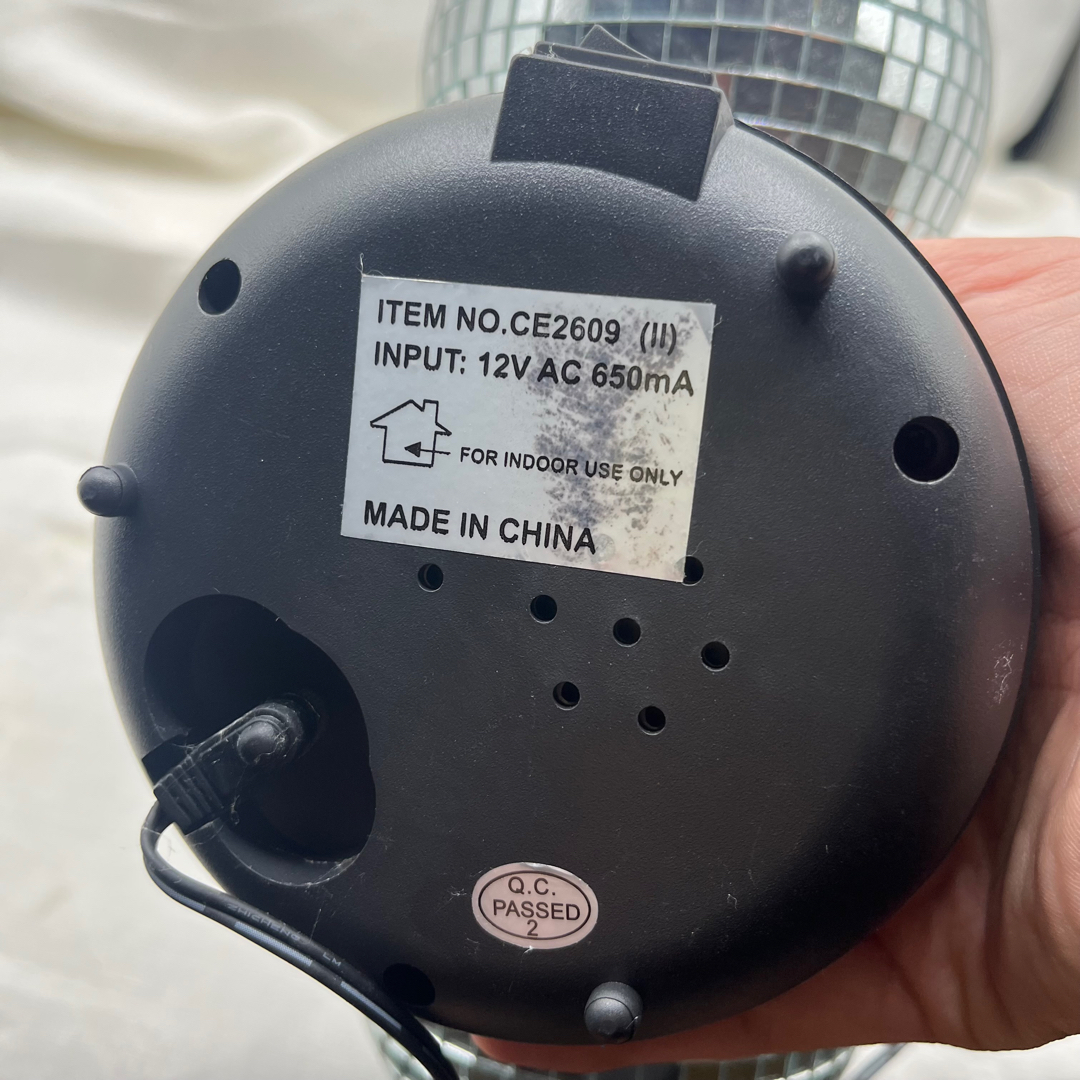 ITEM NO.CE2609 (II)
INPUT: 12V AC 650mA
FOR INDOOR USE ONLY
MADE IN CHINA
Q.C.
PASSED
2